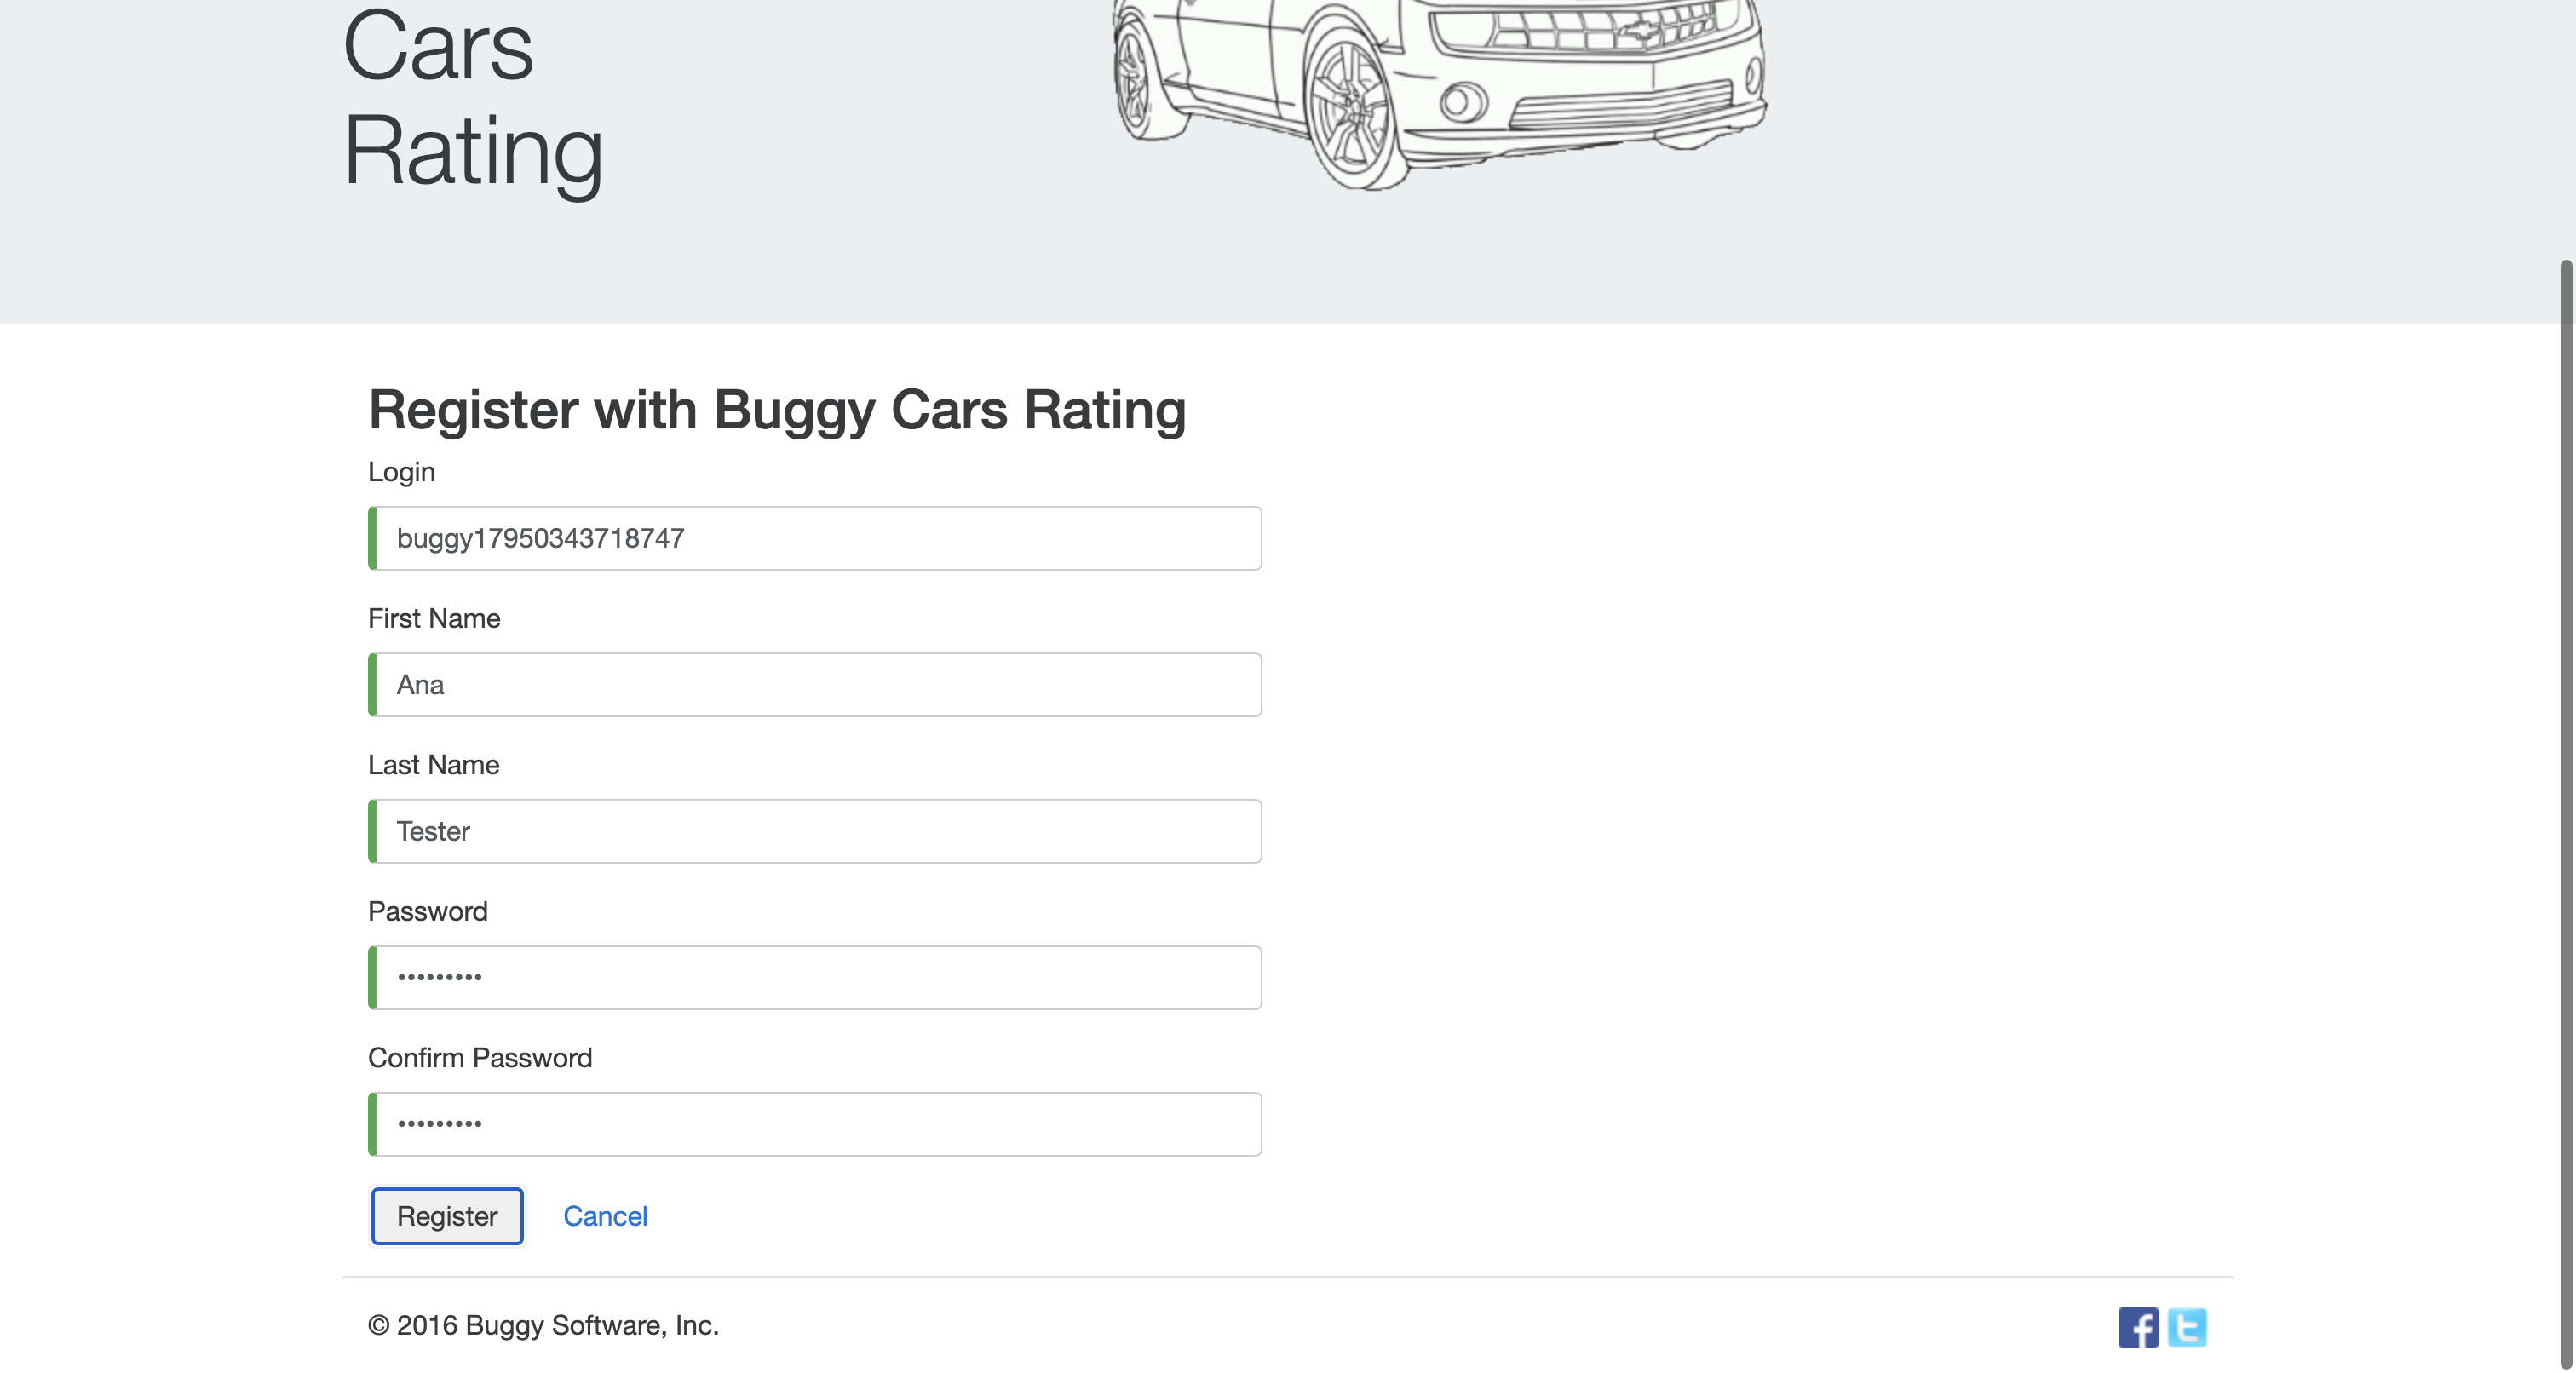 Cars
Rating
Register with Buggy Cars Rating
Login
buggy17950343718747
First Name
Ana
Last Name
Tester
Password
•••••••••
Confirm Password
•••••••••
Register Cancel
© 2016 Buggy Software, Inc.